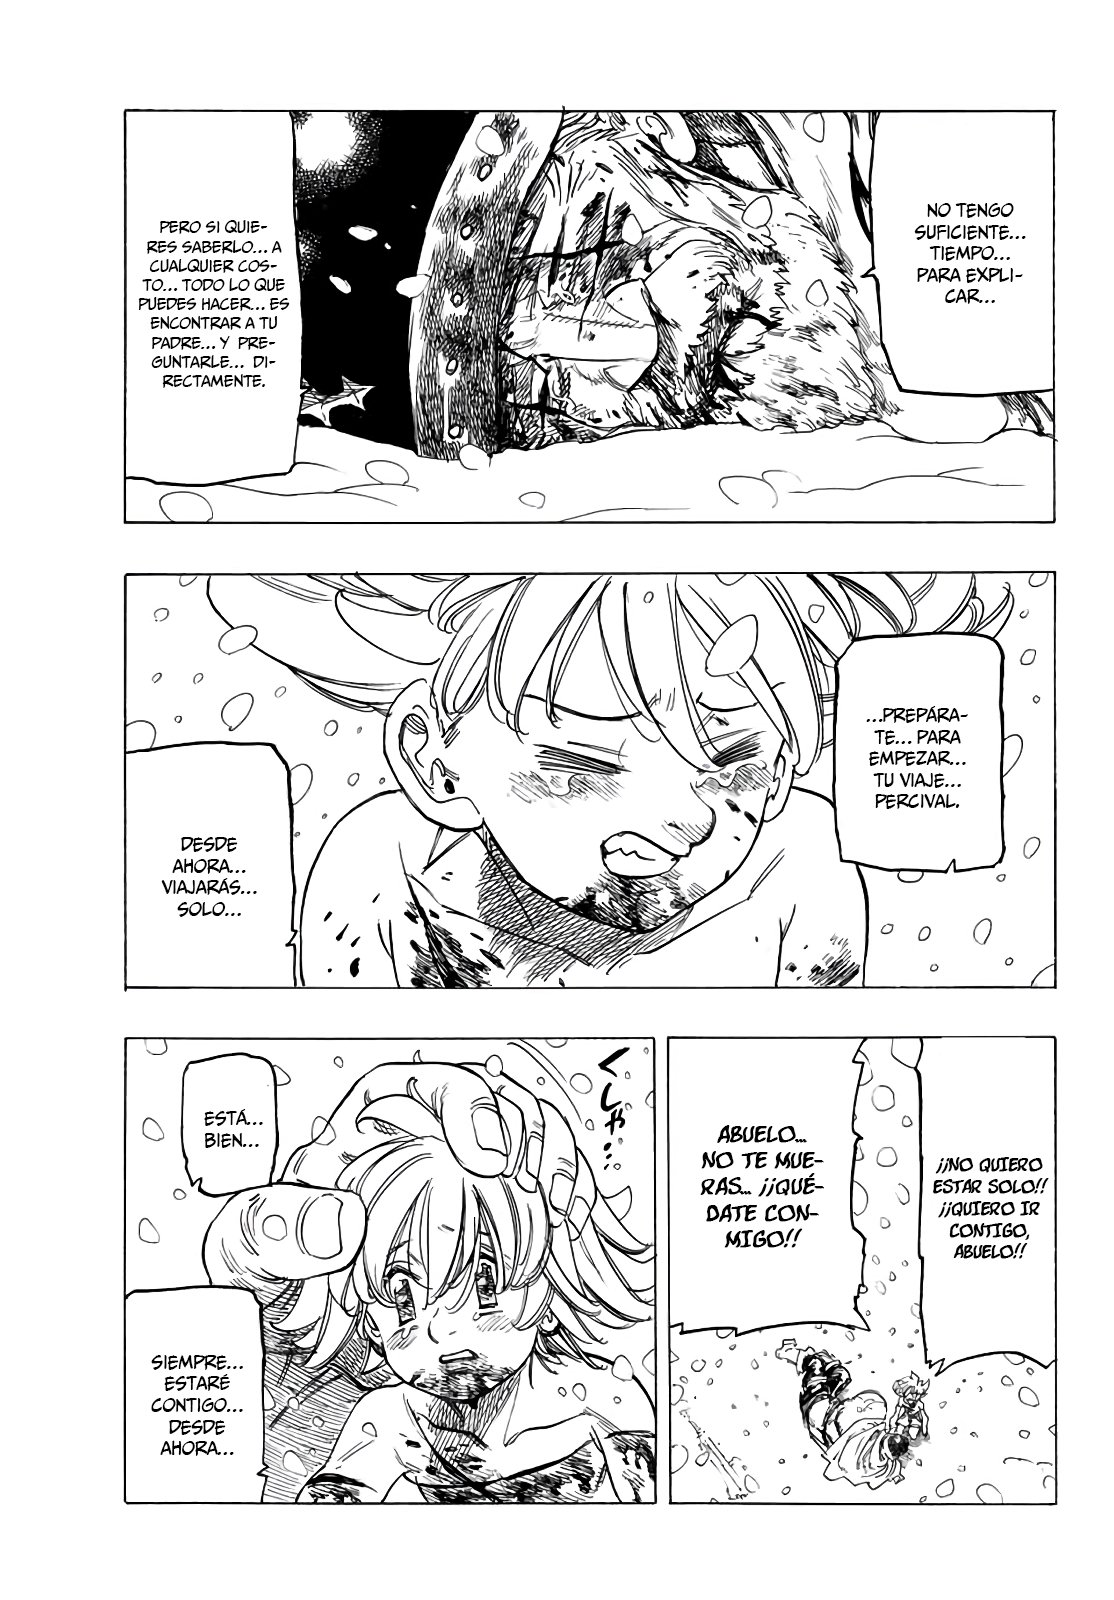 NO TENGO
SUFICIENTE...
TIEMPO...
PARA EXPLI-
CAR...
PERO SI QUIE-
RES SABERLO... A
CUALQUIER COS-
TO... TODO LO QUE
PUEDES HACER... ES
ENCONTRAR A TU
PADRE... Y PRE-
GUNTARLE... DI-
RECTAMENTE.
...PREPÁRA-
TE... PARA
EMPEZAR...
TU VIAJE...
PERCIVAL.
DESDE
AHORA...
VIAJARÁS...
SOLO...
¡¡NO QUIERO
ESTAR SOLO!!
¡¡QUIERO IR
CONTIGO,
ABUELO!!
ABUELO...
NO TE MUE-
RAS... ¡¡QUÉ-
DATE CON-
MIGO!!
くしゃ…
ESTÁ...
BIEN...
SIEMPRE...
ESTARÉ
CONTIGO...
DESDE
AHORA...